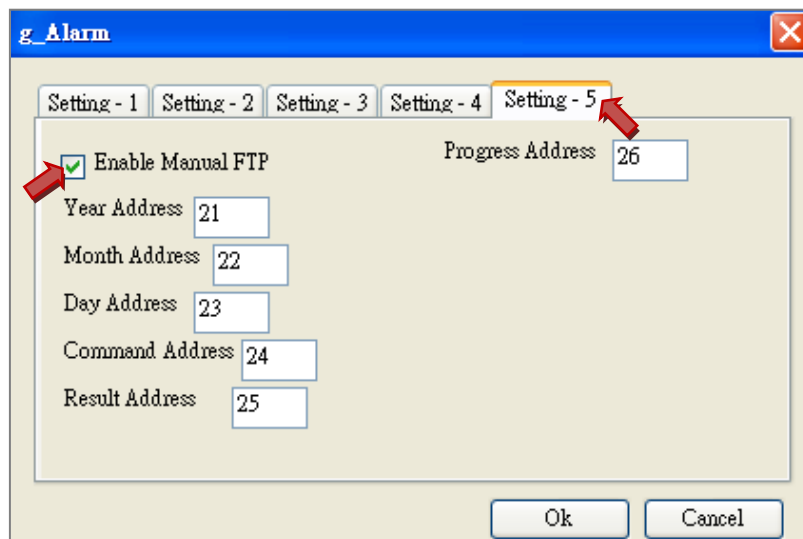 g_Alarm
Setting - 1 Setting - 2 Setting - 3 Setting - 4 Setting - 5
Enable Manual FTP Progress Address 26
Year Address 21
Month Address 22
Day Address 23
Command Address 24
Result Address 25
Ok Cancel